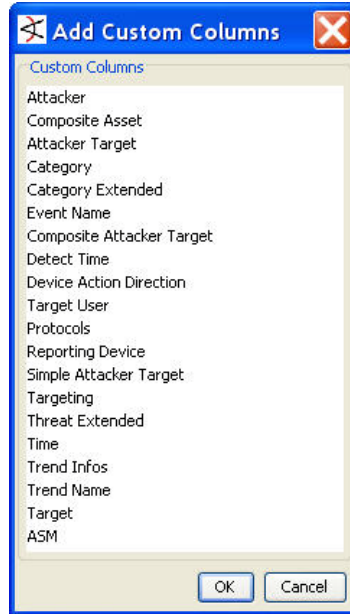 Add Custom Columns
Custom Columns
Attacker
Composite Asset
Attacker Target
Category
Category Extended
Event Name
Composite Attacker Target
Detect Time
Device Action Direction
Target User
Protocols
Reporting Device
Simple Attacker Target
Targeting
Threat Extended
Time
Trend Infos
Trend Name
Target
ASM
OK Cancel